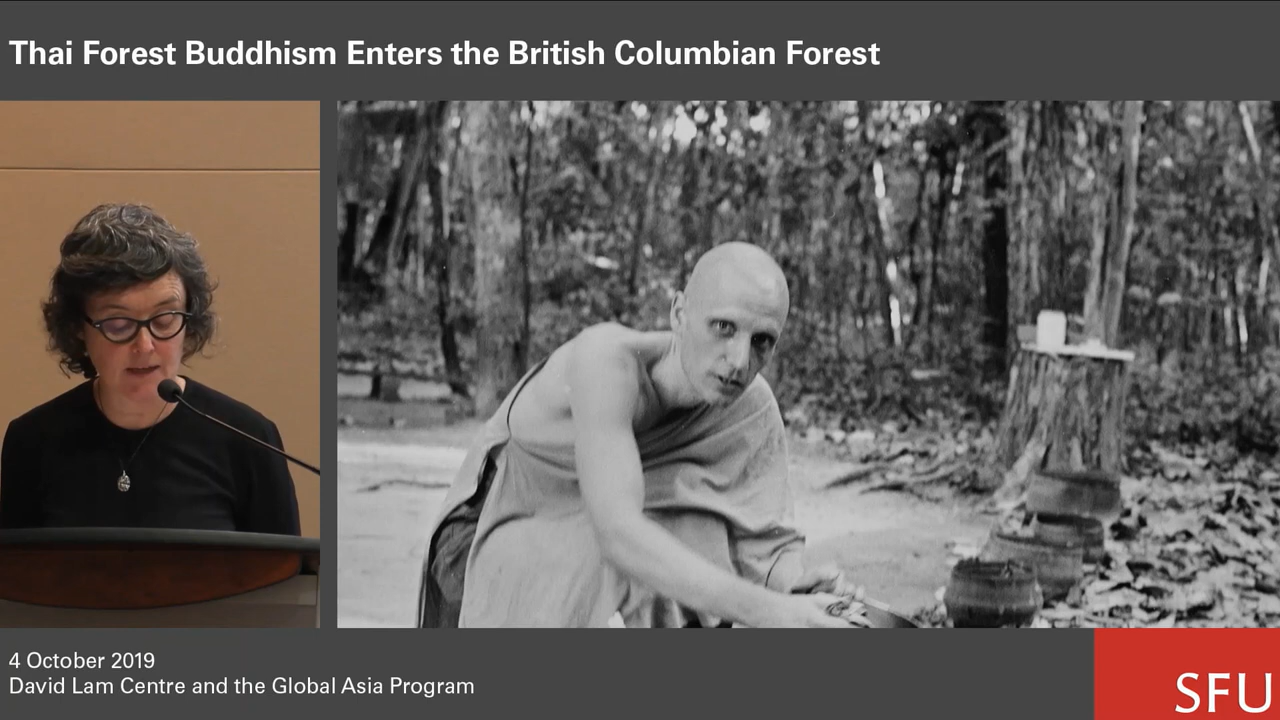 Thai Forest Buddhism Enters the British Columbian Forest
4 October 2019
David Lam Centre and the Global Asia Program
SFU